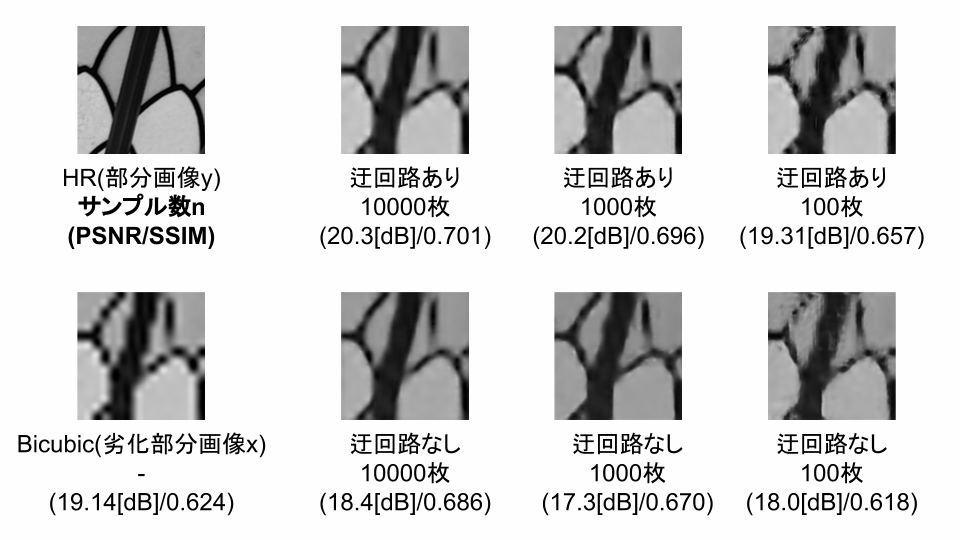 HR(部分画像y)
サンプル数n
(PSNR/SSIM)
迂回路あり
10000枚
(20.3[dB]/0.701)
迂回路あり
1000枚
(20.2[dB]/0.696)
迂回路あり
100枚
(19.31[dB]/0.657)
Bicubic(劣化部分画像x)
-
(19.14[dB]/0.624)
迂回路なし
10000枚
(18.4[dB]/0.686)
迂回路なし
1000枚
(17.3[dB]/0.670)
迂回路なし
100枚
(18.0[dB]/0.618)